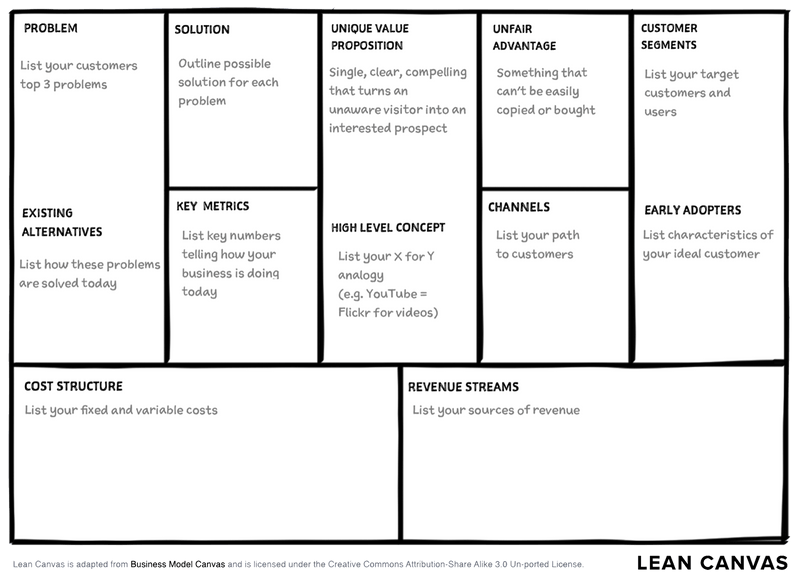 PROBLEM
List your customers
top 3 problems
EXISTING
ALTERNATIVES
List how these problems
are solved today
SOLUTION
Outline possible
solution for each
problem
KEY METRICS
List key numbers
telling how your
business is doing
today
UNIQUE VALUE
PROPOSITION
Single, clear, compelling
that turns an
unaware visitor into an
interested prospect
HIGH LEVEL CONCEPT
List your X for Y
analogy
(e.g. YouTube =
Flickr for videos)
UNFAIR
ADVANTAGE
Something that
can't be easily
copied or bought
CHANNELS
List your path
to customers
CUSTOMER
SEGMENTS
List your target
customers and
users
EARLY ADOPTERS
List characteristics of
your ideal customer
COST STRUCTURE
List your fixed and variable costs
REVENUE STREAMS
List your sources of revenue
Lean Canvas is adapted from Business Model Canvas and is licensed under the Creative Commons Attribution-Share Alike 3.0 Un-ported License.
LEAN CANVAS